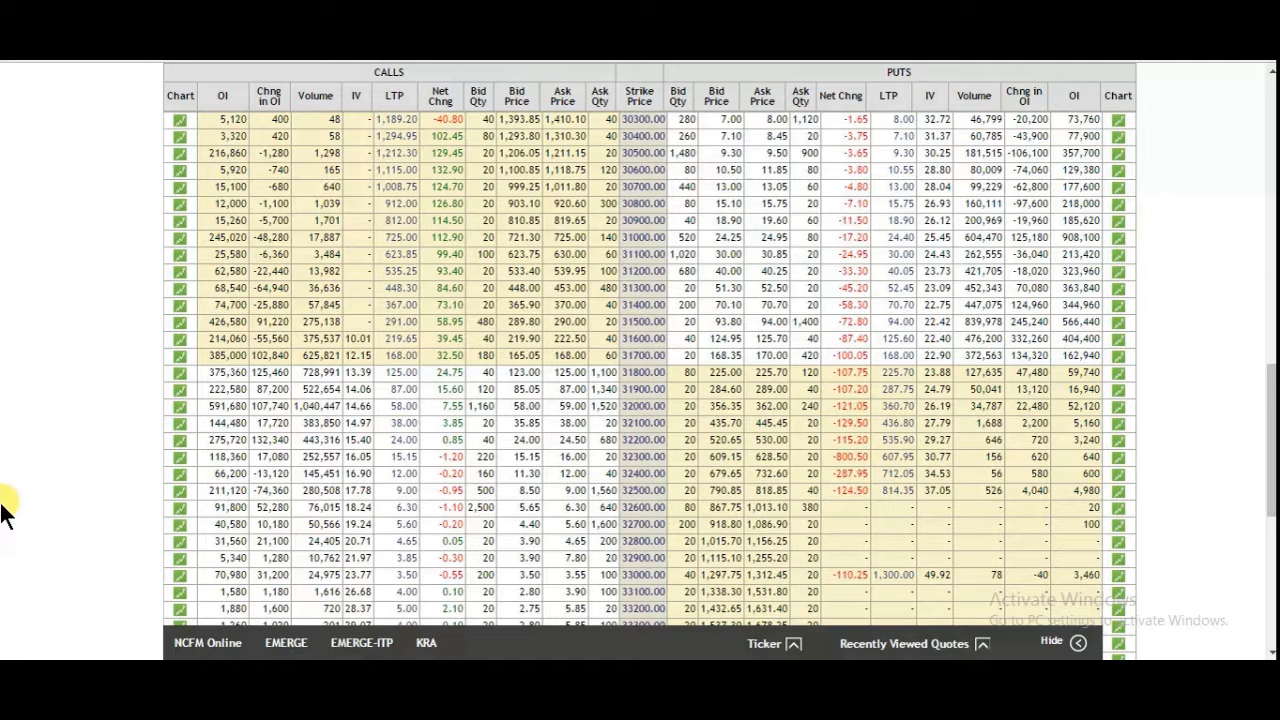 CALLS PUTS
Chart OI Chng in OI Volume IV LTP Net Chng Bid Qty Bid Price Ask Price Ask Qty Strike Price Bid Qty Bid Price Ask Price Ask Qty Net Chng LTP IV Volume Chng in OI OI Chart
5,120 400 48 - 1,189.20 -40.80 40 1,393.85 1,410.10 40 30300.00 280 7.00 8.00 1,120 -1.65 8.00 32.72 46,799 -20,200 73,760
3,320 420 58 - 1,294.95 102.45 80 1,293.80 1,310.30 40 30400.00 60 7.10 8.45 20 -3.75 7.10 31.37 60,785 -43,900 77,900
216,860 -1,280 1,298 - 1,212.30 129.45 20 1,206.05 1,211.15 20 30500.00 1,480 9.30 9.50 900 -3.65 9.30 30.25 181,515 -106,100 357,700
5,920 -740 165 - 1,115.00 132.90 20 1,100.85 1,118.75 120 30600.00 80 10.50 11.85 80 -3.80 10.55 28.80 80,009 -74,060 129,380
15,100 -680 640 - 1,008.75 124.70 20 999.25 1,011.80 20 30700.00 440 13.00 13.05 60 -4.80 13.00 28.04 99,229 -62,800 177,600
12,000 -1,100 1,039 - 912.00 126.80 20 903.10 920.60 300 30800.00 80 15.10 15.75 20 -7.10 15.75 26.93 160,111 -97,600 218,000
15,260 -5,700 1,701 - 812.00 114.50 20 810.85 819.65 20 30900.00 40 18.90 19.60 60 -11.50 18.90 26.12 200,969 -19,960 185,620
245,020 -48,280 17,887 - 725.00 112.90 20 721.30 725.00 140 31000.00 520 24.25 24.95 80 -17.20 24.40 25.45 604,470 125,180 908,100
25,580 -6,360 3,484 - 623.85 99.40 100 623.75 630.00 60 31100.00 1,020 30.00 30.85 20 -24.95 30.00 24.43 262,555 -36,040 213,420
62,580 -22,440 13,982 - 535.25 93.40 20 533.40 539.95 100 31200.00 680 40.00 40.25 20 -33.30 40.05 23.73 421,705 -18,020 323,960
68,540 -64,940 36,636 - 448.30 84.60 20 448.00 453.00 480 31300.00 20 51.30 52.50 20 -45.20 52.45 23.09 452,343 70,080 363,840
74,700 -25,880 57,845 - 367.00 73.10 20 365.90 370.00 40 31400.00 200 70.10 70.70 20 -58.30 70.70 22.75 447,075 124,960 344,960
426,580 91,220 275,138 - 291.00 58.95 480 289.80 290.00 20 31500.00 20 93.80 94.00 1,400 -72.80 94.00 22.42 839,978 245,240 566,440
214,060 -55,560 375,537 10.01 219.65 39.45 40 219.90 222.50 40 31600.00 40 124.95 125.70 40 -87.40 125.60 22.40 476,200 332,260 404,400
385,000 102,840 625,821 12.15 168.00 32.50 180 165.05 168.00 60 31700.00 20 168.35 170.00 420 -100.05 168.00 22.90 372,563 134,320 162,940
375,360 125,460 728,991 13.39 125.00 24.75 40 123.00 125.00 1,100 31800.00 80 225.00 225.70 120 -107.75 225.70 23.88 127,635 47,480 59,740
222,580 87,200 522,654 14.06 87.00 15.60 120 85.05 87.00 1,340 31900.00 20 284.60 289.00 40 -107.20 287.75 24.79 50,041 13,120 16,940
591,680 107,740 1,040,447 14.66 58.00 7.55 1,160 58.00 59.00 1,520 32000.00 20 356.35 362.00 240 -121.05 360.70 26.19 34,787 22,480 52,120
144,480 17,720 383,850 14.97 38.00 3.85 20 35.85 38.00 20 32100.00 20 435.70 445.45 20 -129.50 436.80 27.79 1,688 2,200 5,160
275,720 132,340 443,316 15.40 24.00 0.85 40 24.00 24.50 680 32200.00 20 520.65 530.00 20 -115.20 535.90 29.27 646 720 3,240
118,360 17,080 252,557 16.05 15.15 -1.20 220 15.15 16.00 20 32300.00 20 609.15 628.50 20 -800.50 607.95 30.77 156 620 640
66,200 -13,120 145,451 16.90 12.00 -0.20 160 11.30 12.00 40 32400.00 20 679.65 732.60 20 -287.95 712.05 34.53 56 580 600
211,120 -74,360 280,508 17.78 9.00 -0.95 500 8.50 9.00 1,560 32500.00 20 790.85 818.85 40 -124.50 814.35 37.05 526 4,040 4,980
91,800 52,280 76,015 18.24 6.30 -1.10 2,500 5.65 6.30 640 32600.00 80 867.75 1,013.10 380 - - - - - 20
40,580 10,180 50,566 19.24 5.60 -0.20 20 4.40 5.60 1,600 32700.00 200 918.80 1,086.90 20 - - - - - 100
31,560 21,100 24,405 20.71 4.65 0.05 20 3.90 4.65 200 32800.00 20 1,015.70 1,156.25 20 - - - - - -
5,340 1,280 10,762 21.97 3.85 -0.30 20 3.90 7.80 20 32900.00 20 1,115.10 1,255.20 20 - - - - - -
70,980 31,200 24,975 23.77 3.50 -0.55 200 3.50 3.55 100 33000.00 40 1,297.75 1,312.45 20 -110.25 1,300.00 49.92 78 -40 3,460
1,580 1,180 1,616 26.68 4.00 0.10 20 2.80 3.90 100 33100.00 20 1,338.30 1,531.80 20 - - - - - -
1,880 1,600 720 28.37 5.00 2.10 20 2.75 5.85 20 33200.00 20 1,432.65 1,631.40 20 - - - - - -
Activate Windows
Go to PC settings to activate Windows.
NCFM Online EMERGE EMERGE-ITP KRA Ticker Recently Viewed Quotes Hide